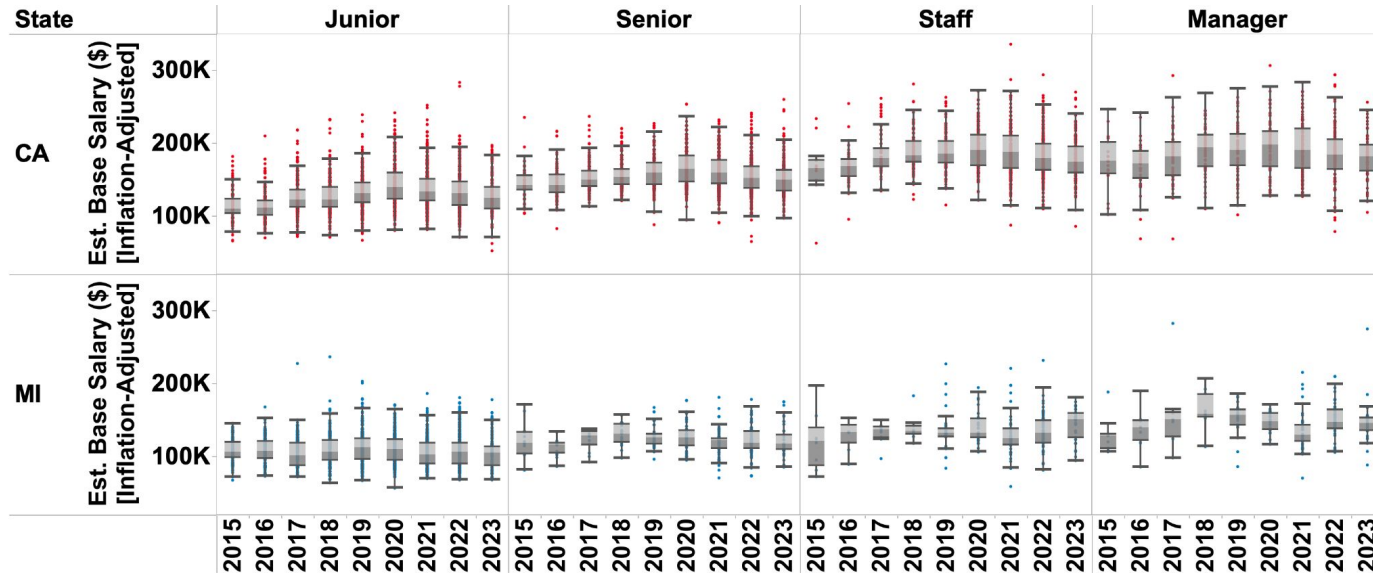 State Junior Senior Staff Manager
CA
Est. Base Salary ($)
[Inflation-Adjusted]
300K
200K
100K
MI
Est. Base Salary ($)
[Inflation-Adjusted]
300K
200K
100K
2015 2016 2017 2018 2019 2020 2021 2022 2023 2015 2016 2017 2018 2019 2020 2021 2022 2023 2015 2016 2017 2018 2019 2020 2021 2022 2023 2015 2016 2017 2018 2019 2020 2021 2022 2023